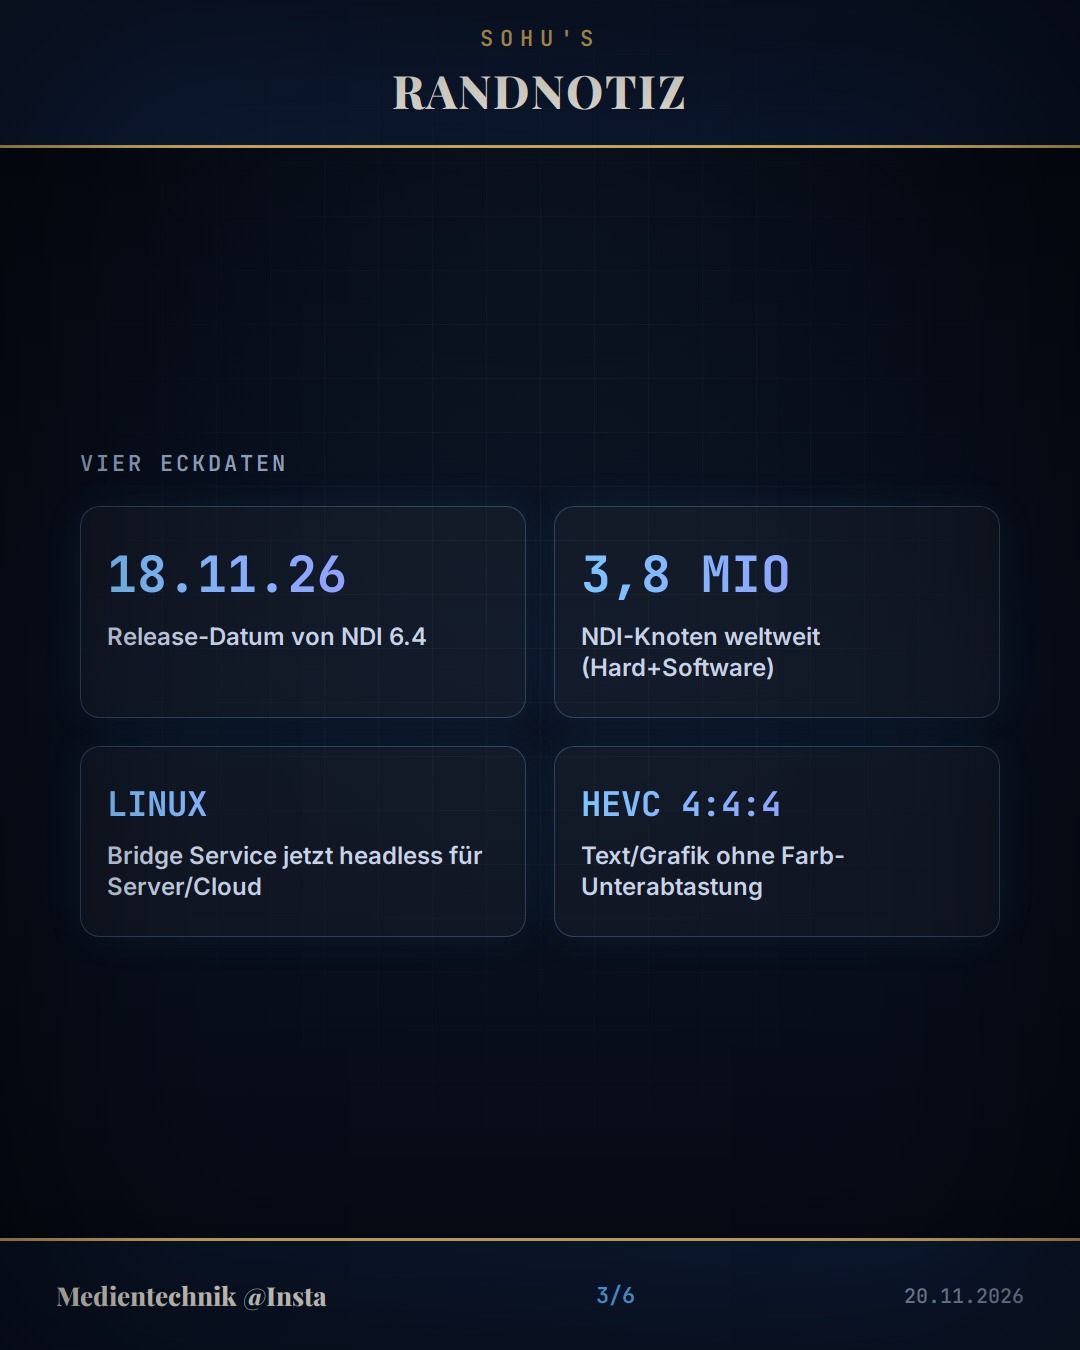 SOHU'S
RANDNOTIZ
VIER ECKDATEN
18.11.26
Release-Datum von NDI 6.4
3,8 MIO
NDI-Knoten weltweit
(Hard+Software)
LINUX
Bridge Service jetzt headless für
Server/Cloud
HEVC 4:4:4
Text/Grafik ohne Farb-
Unterabtastung
Medientechnik @Insta
3/6
20.11.2026